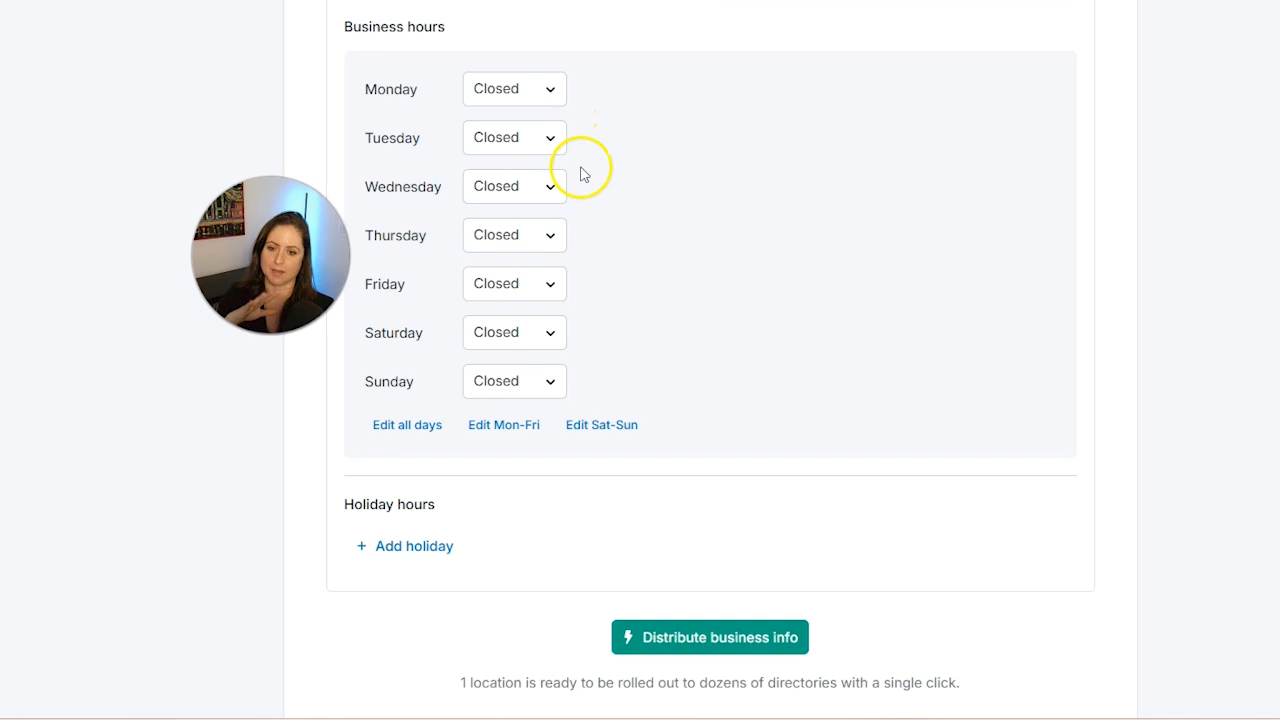 Business hours
Monday Closed
Tuesday Closed
Wednesday Closed
Thursday Closed
Friday Closed
Saturday Closed
Sunday Closed
Edit all days Edit Mon-Fri Edit Sat-Sun
Holiday hours
+ Add holiday
Distribute business info
1 location is ready to be rolled out to dozens of directories with a single click.